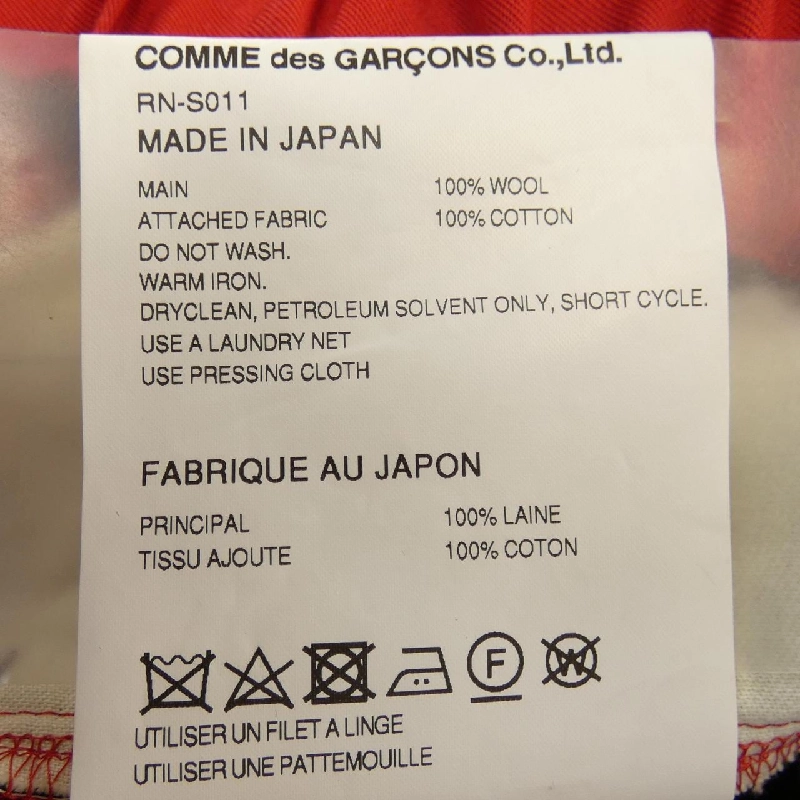 COMME des GARÇONS Co.,Ltd.
RN-S011
MADE IN JAPAN
MAIN 100% WOOL
ATTACHED FABRIC 100% COTTON
DO NOT WASH.
WARM IRON.
DRYCLEAN, PETROLEUM SOLVENT ONLY, SHORT CYCLE.
USE A LAUNDRY NET
USE PRESSING CLOTH
FABRIQUE AU JAPON
PRINCIPAL 100% LAINE
TISSU AJOUTE 100% COTON
F W
UTILISER UN FILET A LINGE
UTILISER UNE PATTEMOUILLE